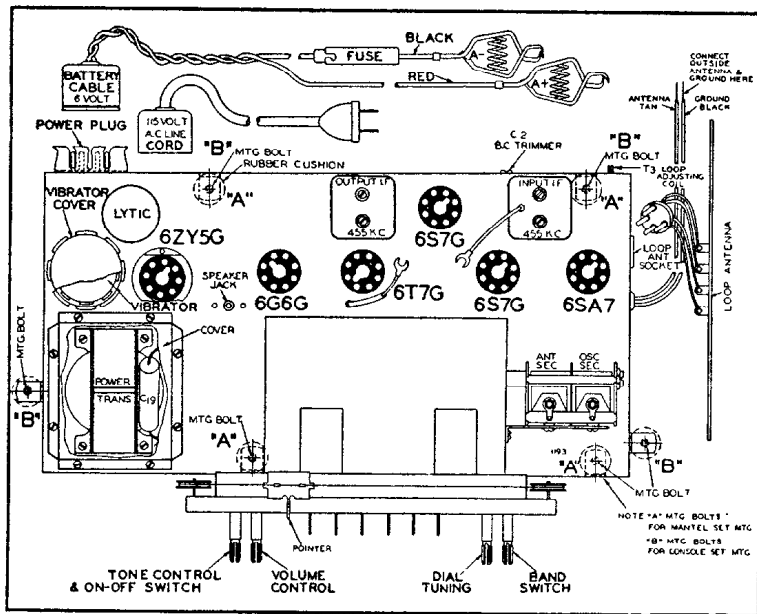 BLACK
FUSE
A-
BATTERY
CABLE
6 VOLT
RED
A+
CONNECT
OUTSIDE
ANTENNA &
GROUND HERE
115 VOLT
A.C. LINE
CORD
ANTENNA
TAN
GROUND
BLACK
POWER PLUG
"B"
MTG BOLT
RUBBER CUSHION
"A"
C 2
B.C TRIMMER
"B"
MTG BOLT
"A"
T3 LOOP
ADJUSTING
COIL
VIBRATOR
COVER
LYTIC
OUTPUT I.F
455 KC
INPUT I.F
455 KC
6ZY5G
6S7G
SPEAKER
JACK
6G6G
6T7G
6S7G
6SA7
LOOP
ANT
SOCKET
LOOP ANTENNA
VIBRATOR
COVER
MTG.BOLT
"B"
POWER
TRANS
C19
ANT
SEC
OSC
SEC
MTG BOLT
"A"
1193
"A"
"B"
MTG BOLT
NOTE "A" MTG BOLTS
FOR MANTEL SET MTG
"B" MTG BOLTS
FOR CONSOLE SET MTG
POINTER
TONE CONTROL
& ON-OFF SWITCH
VOLUME
CONTROL
DIAL
TUNING
BAND
SWITCH